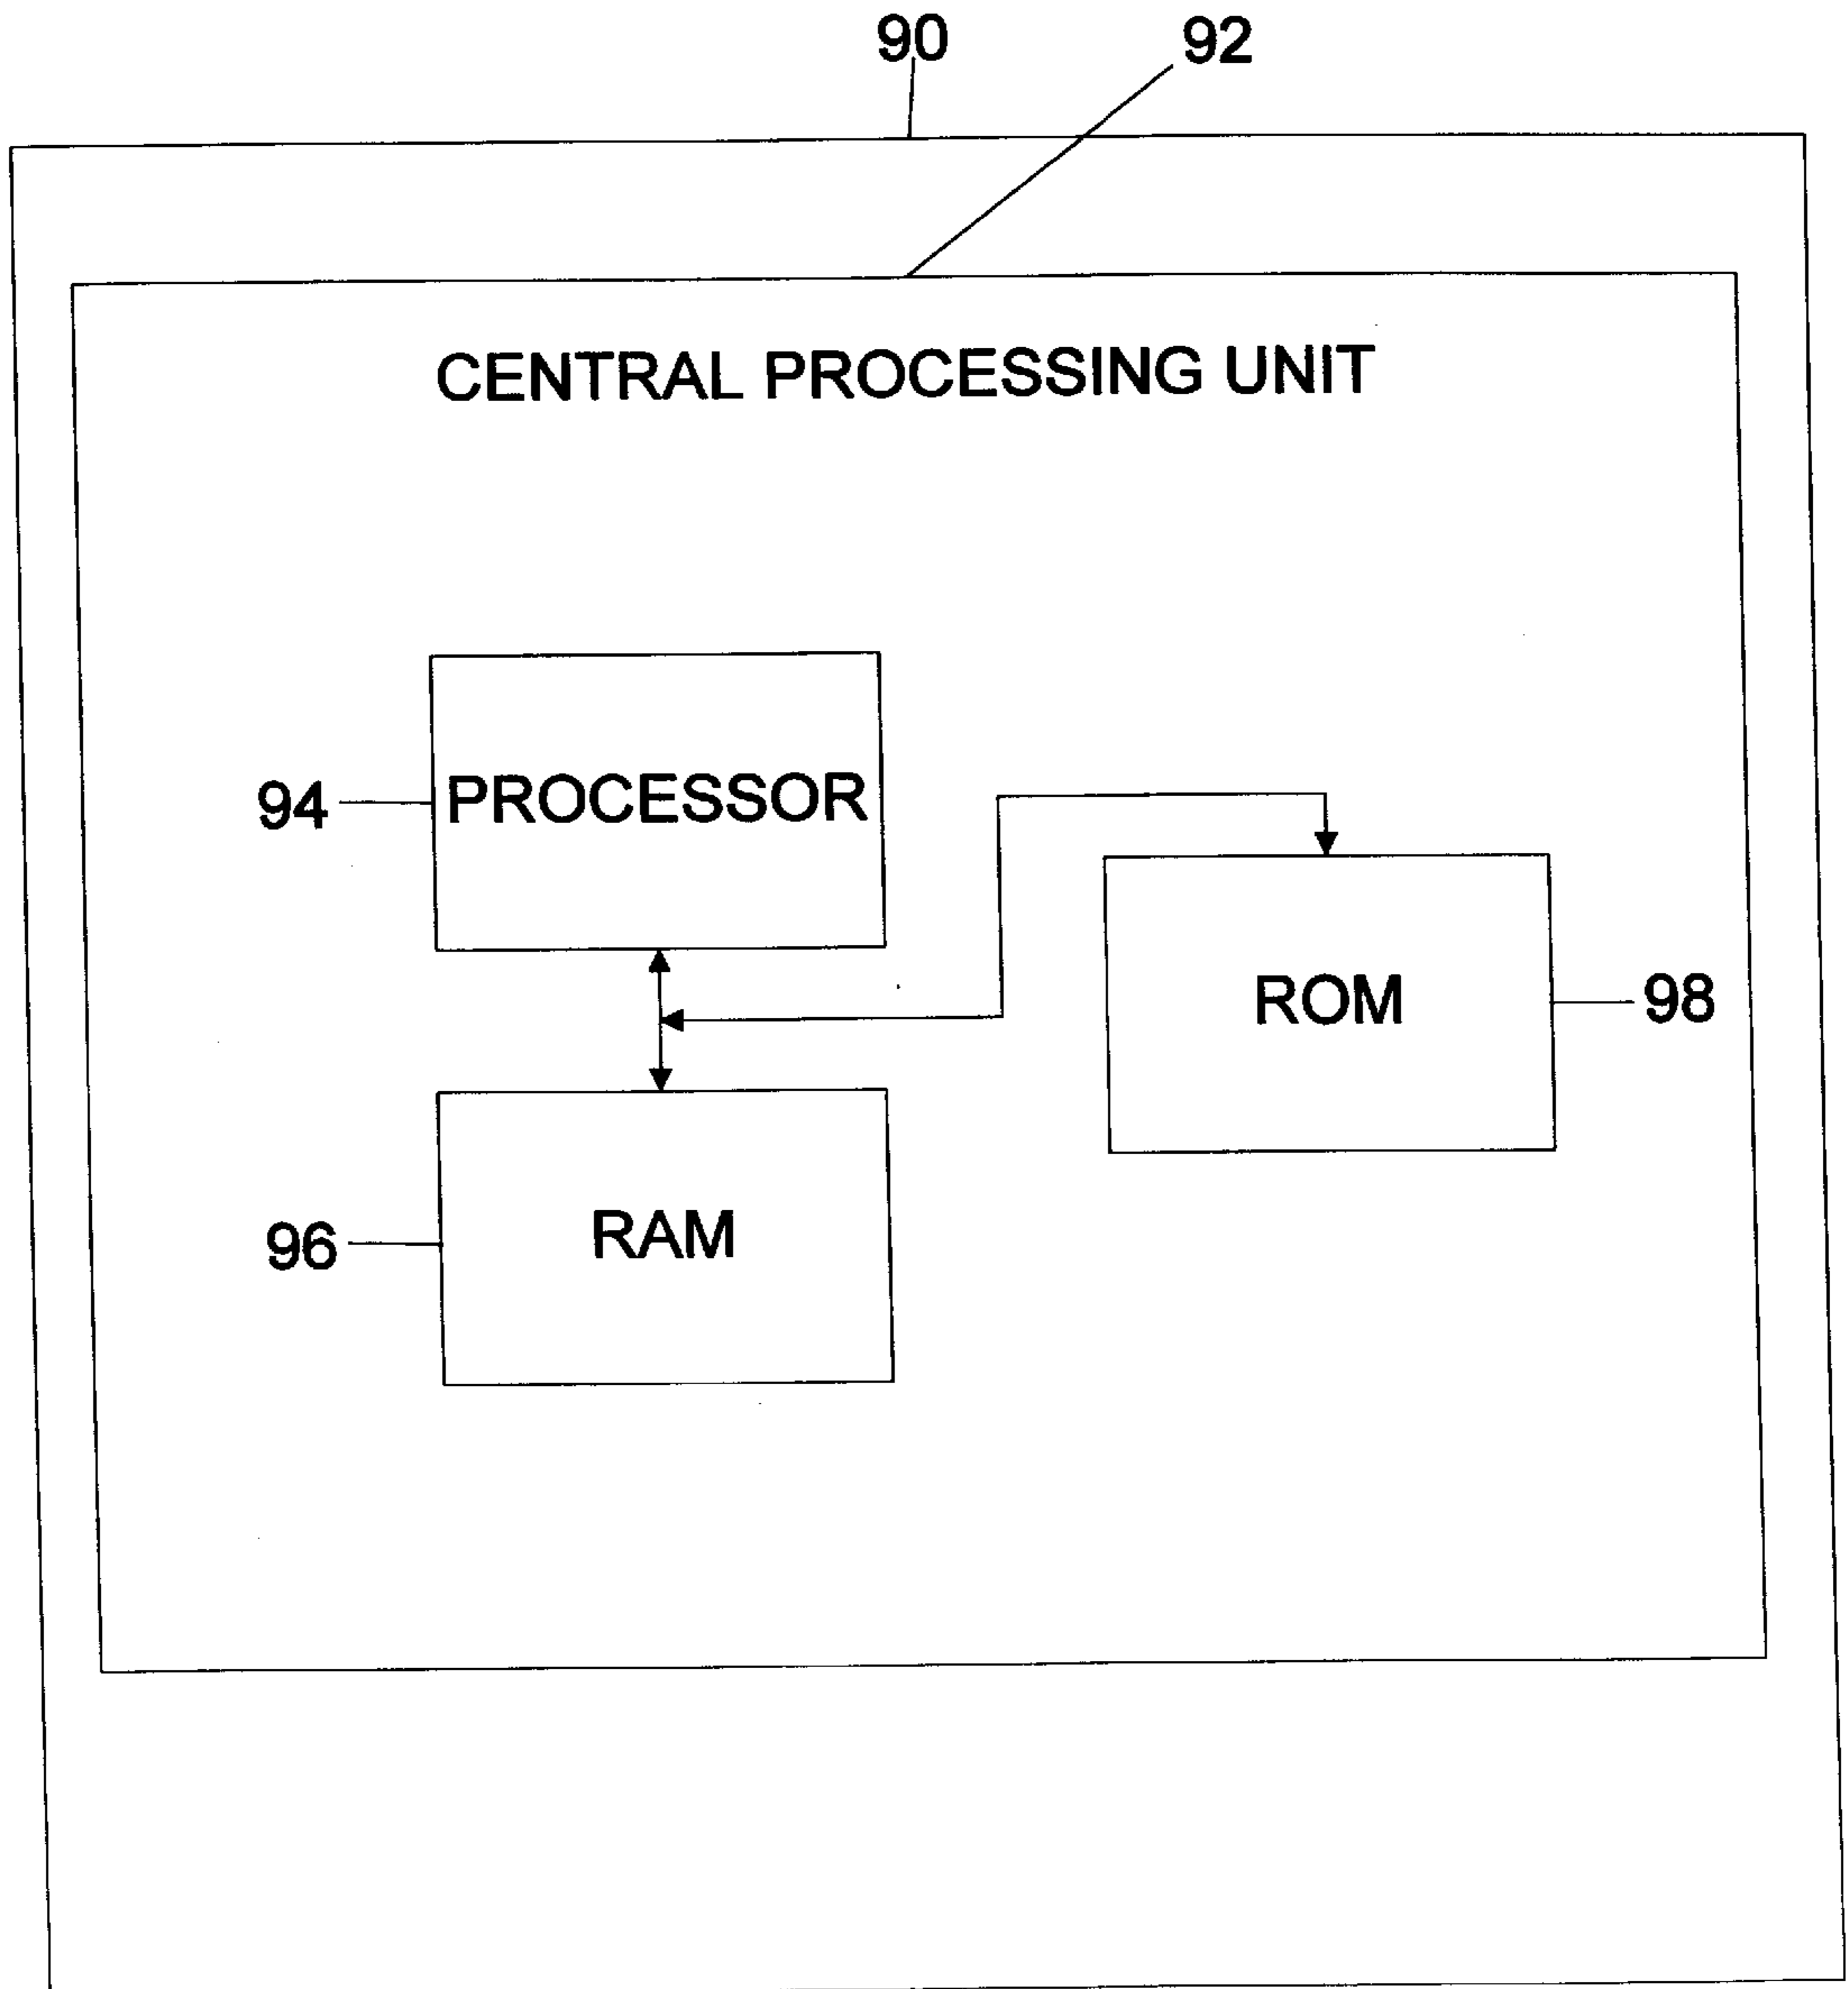 90
92
CENTRAL PROCESSING UNIT
94
PROCESSOR
ROM
98
96
RAM